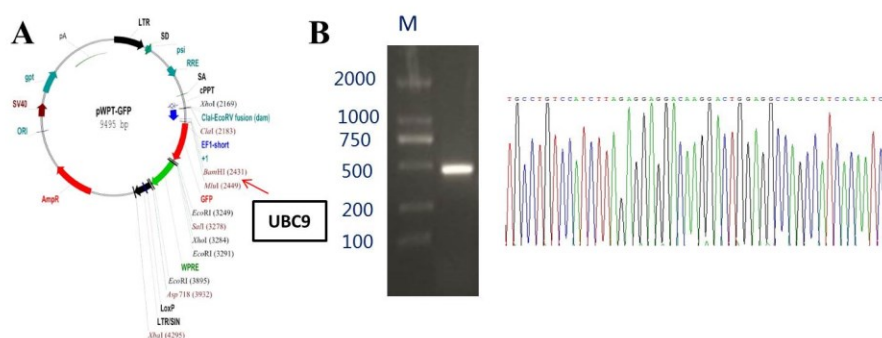 A
LTR
SD
psi
RRE
SA
cPPT
XhoI (2169)
ClaI-EcoRV fusion (dam)
ClaI (2183)
EF1-short
+1
BamHI (2431)
MluI (2449)
GFP
EcoRI (3249)
SalI (3278)
XhoI (3284)
EcoRI (3291)
WPRE
EcoRI (3895)
Asp718 (3932)
LoxP
LTR/SIN
XbaI (4295)
pA
gpt
SV40
ORI
AmpR
pWPT-GFP
9495 bp
UBC9
B
M
2000
1000
750
500
200
100
TGCCTGTCCATCTTAGAGGAGGACAAGGACTGGAGGCCAGCCATCACAATC